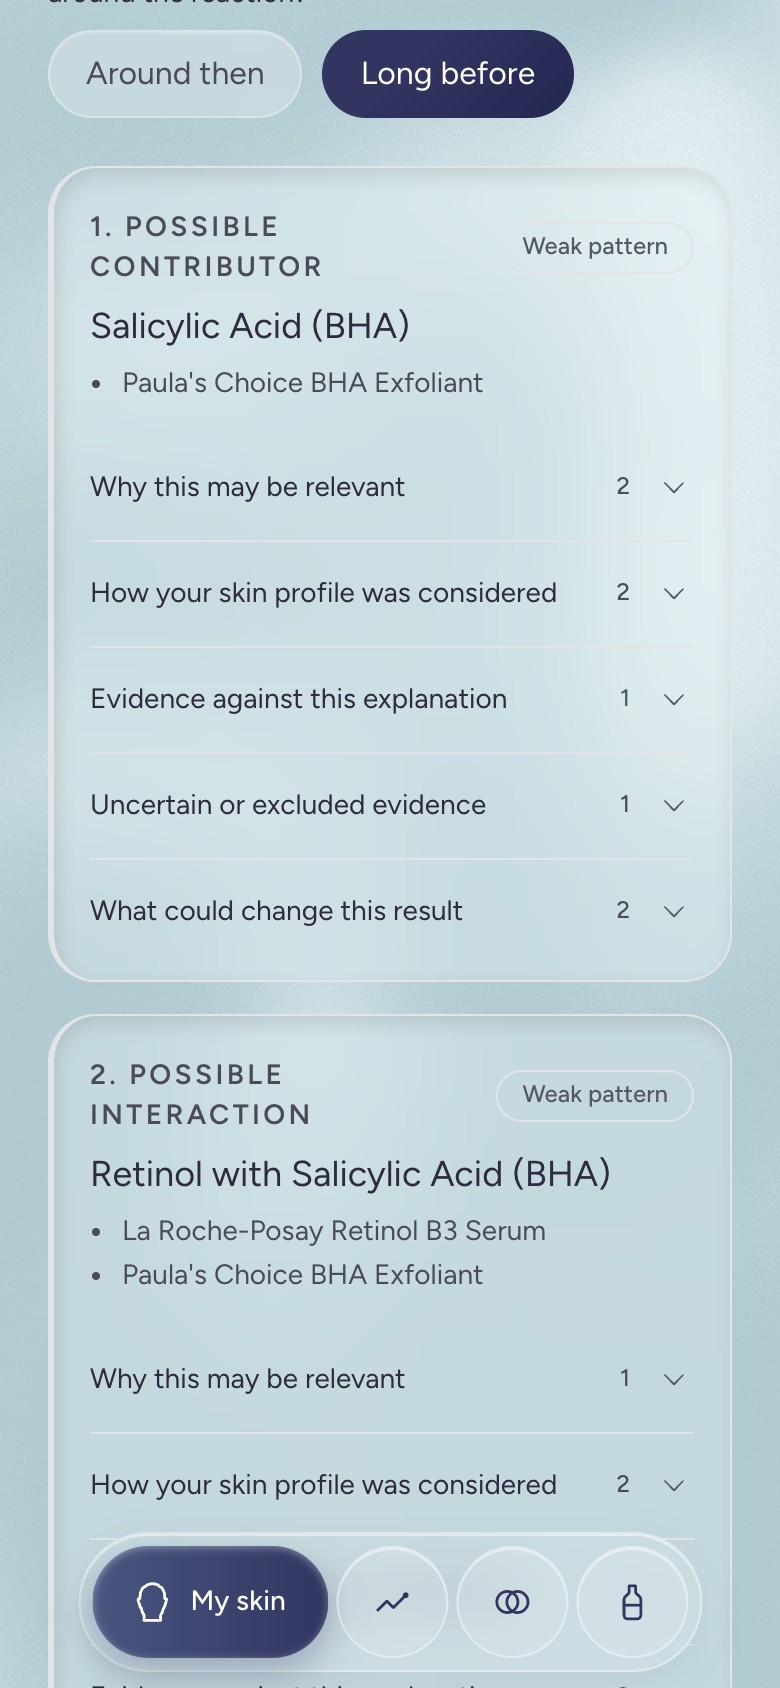 around the reaction.
Around then
Long before
1. POSSIBLE
CONTRIBUTOR
Weak pattern
Salicylic Acid (BHA)
• Paula's Choice BHA Exfoliant
Why this may be relevant 2
How your skin profile was considered 2
Evidence against this explanation 1
Uncertain or excluded evidence 1
What could change this result 2
2. POSSIBLE
INTERACTION
Weak pattern
Retinol with Salicylic Acid (BHA)
• La Roche-Posay Retinol B3 Serum
• Paula's Choice BHA Exfoliant
Why this may be relevant 1
How your skin profile was considered 2
My skin